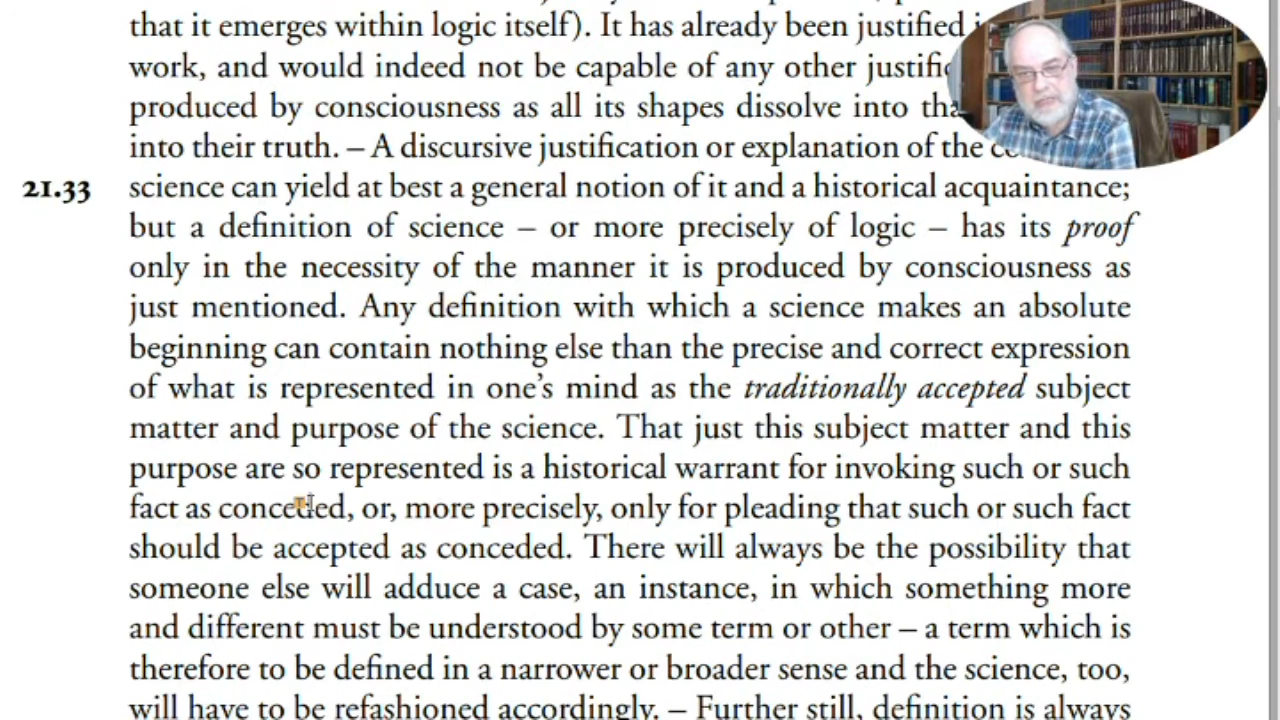 that it emerges within logic itself). It has already been justified
work, and would indeed not be capable of any other
produced by consciousness as all its shapes dissolve into
into their truth. – A discursive justification or explanation of the
21.33 science can yield at best a general notion of it and a historical acquaintance;
but a definition of science – or more precisely of logic – has its proof
only in the necessity of the manner it is produced by consciousness as
just mentioned. Any definition with which a science makes an absolute
beginning can contain nothing else than the precise and correct expression
of what is represented in one's mind as the traditionally accepted subject
matter and purpose of the science. That just this subject matter and this
purpose are so represented is a historical warrant for invoking such or such
fact as conceded, or, more precisely, only for pleading that such or such fact
should be accepted as conceded. There will always be the possibility that
someone else will adduce a case, an instance, in which something more
and different must be understood by some term or other – a term which is
therefore to be defined in a narrower or broader sense and the science, too,
will have to be refashioned accordingly. – Further still, definition is always